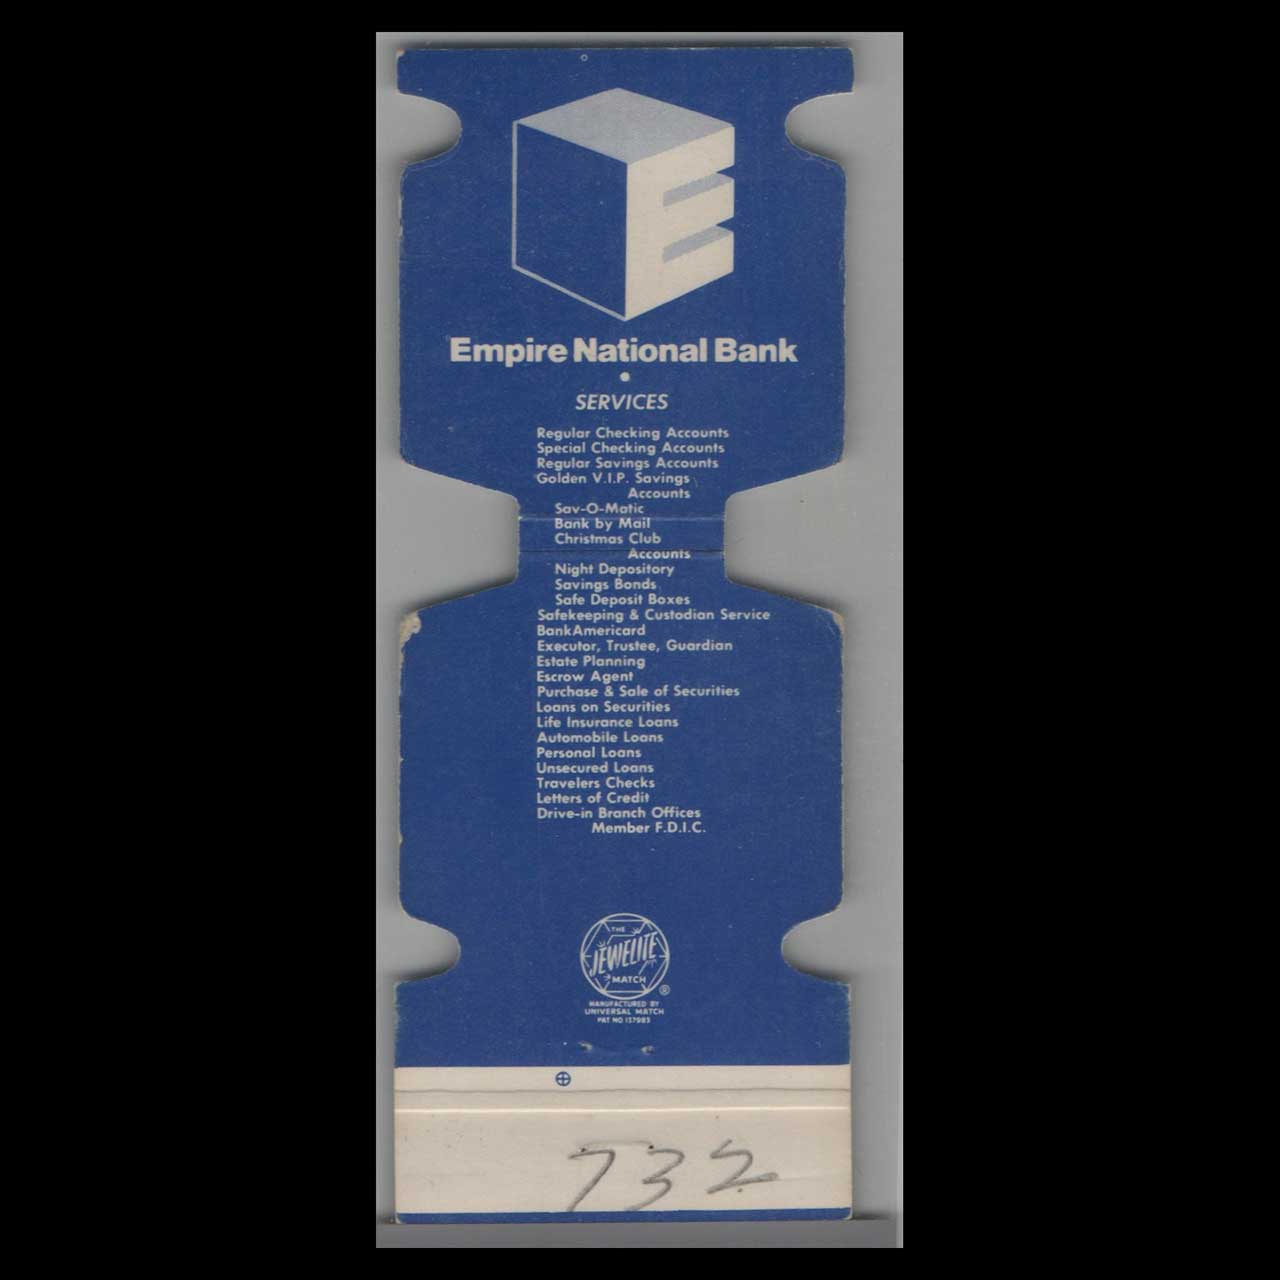 Empire National Bank
SERVICES
Regular Checking Accounts
Special Checking Accounts
Regular Savings Accounts
Golden V.I.P. Savings
Accounts
Sav-O-Matic
Bank by Mail
Christmas Club
Accounts
Night Depository
Savings Bonds
Safe Deposit Boxes
Safekeeping & Custodian Service
BankAmericard
Executor, Trustee, Guardian
Estate Planning
Escrow Agent
Purchase & Sale of Securities
Loans on Securities
Life Insurance Loans
Automobile Loans
Personal Loans
Unsecured Loans
Travelers Checks
Letters of Credit
Drive-in Branch Offices
Member F.D.I.C.
THE
JEWELITE
MATCH
®
MANUFACTURED BY
UNIVERSAL MATCH
PAT NO 137983
732